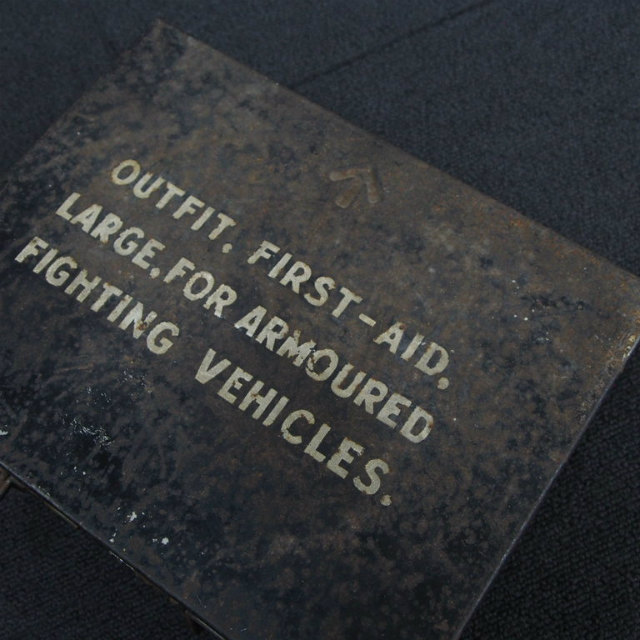 OUTFIT. FIRST-AID.
LARGE. FOR ARMOURED
FIGHTING VEHICLES.